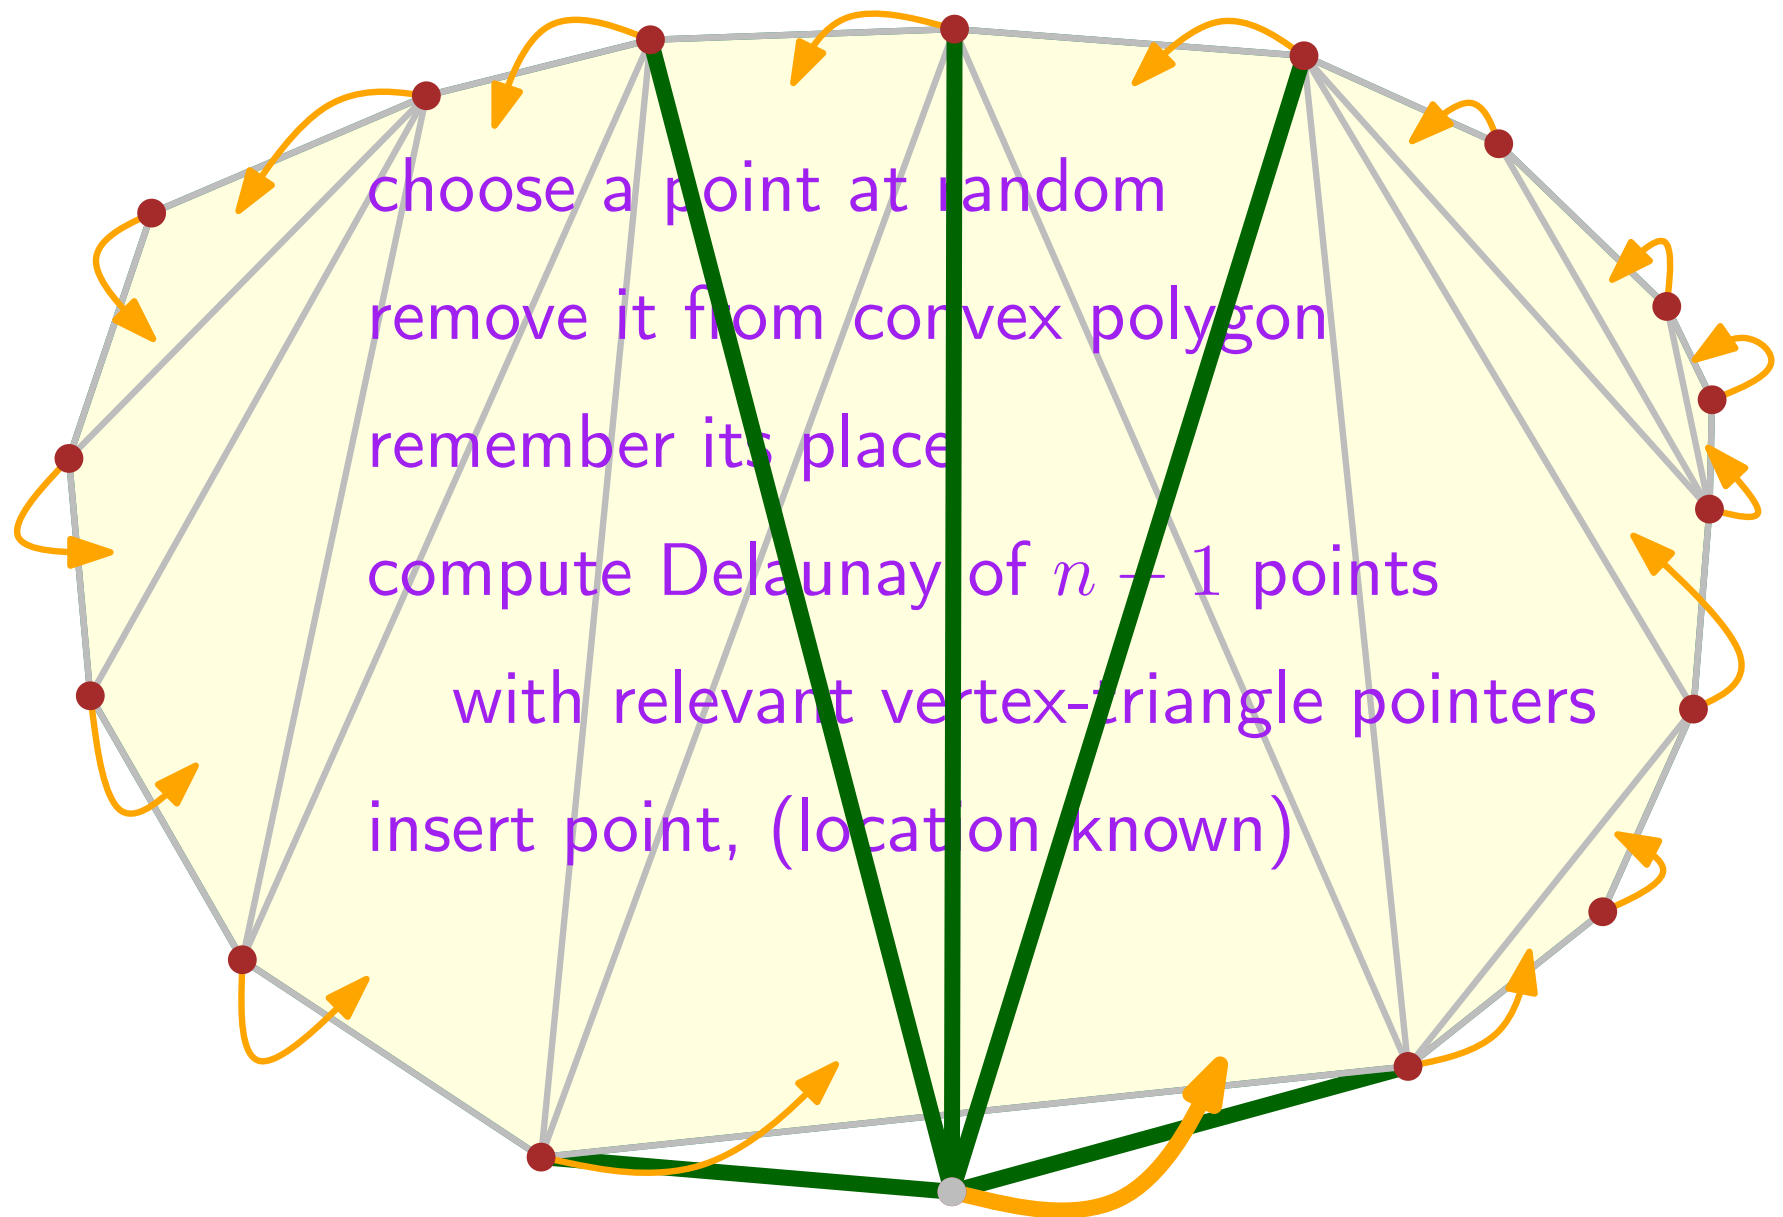 choose a point at random
remove it from convex polygon
remember its place
compute Delaunay of n − 1 points
with relevant vertex-triangle pointers
insert point, (location known)